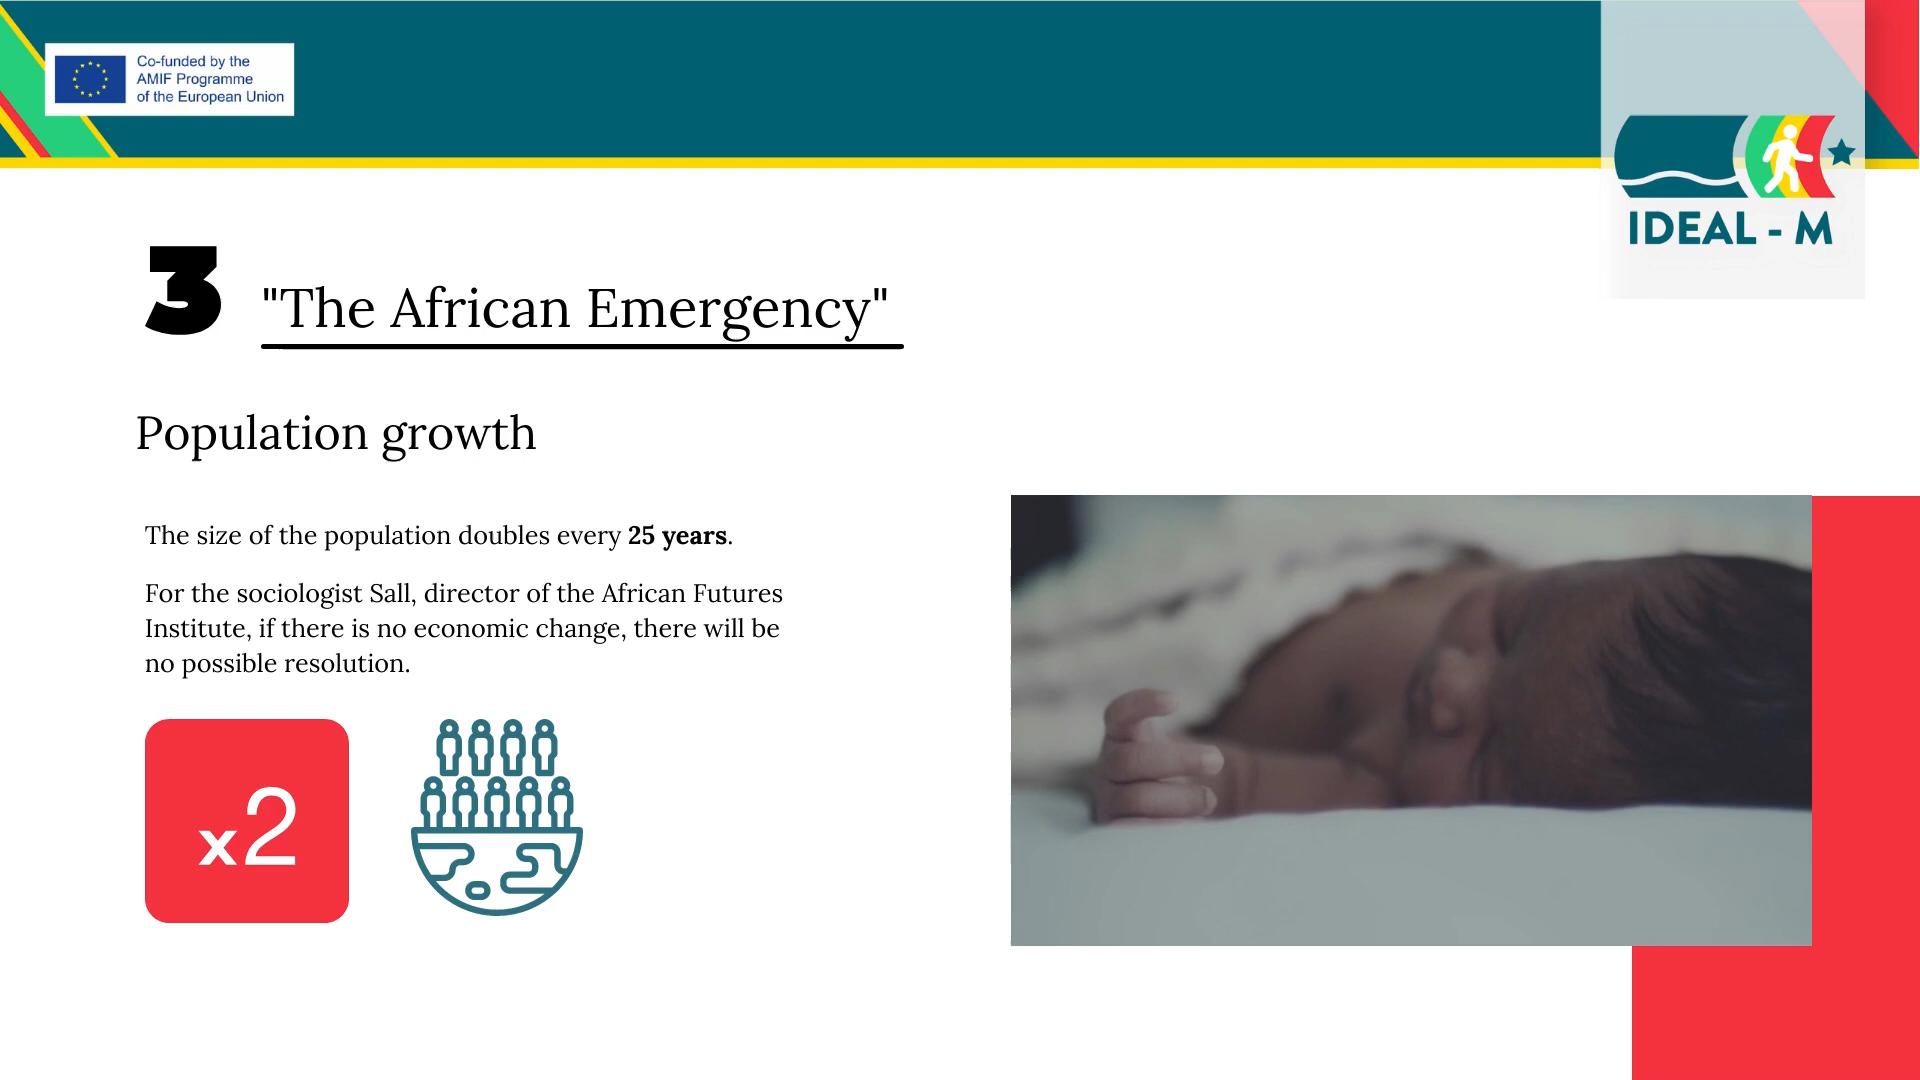 Co-funded by the
AMIF Programme
of the European Union
IDEAL - M
3 "The African Emergency"
Population growth
The size of the population doubles every 25 years.
For the sociologist Sall, director of the African Futures
Institute, if there is no economic change, there will be
no possible resolution.
x2